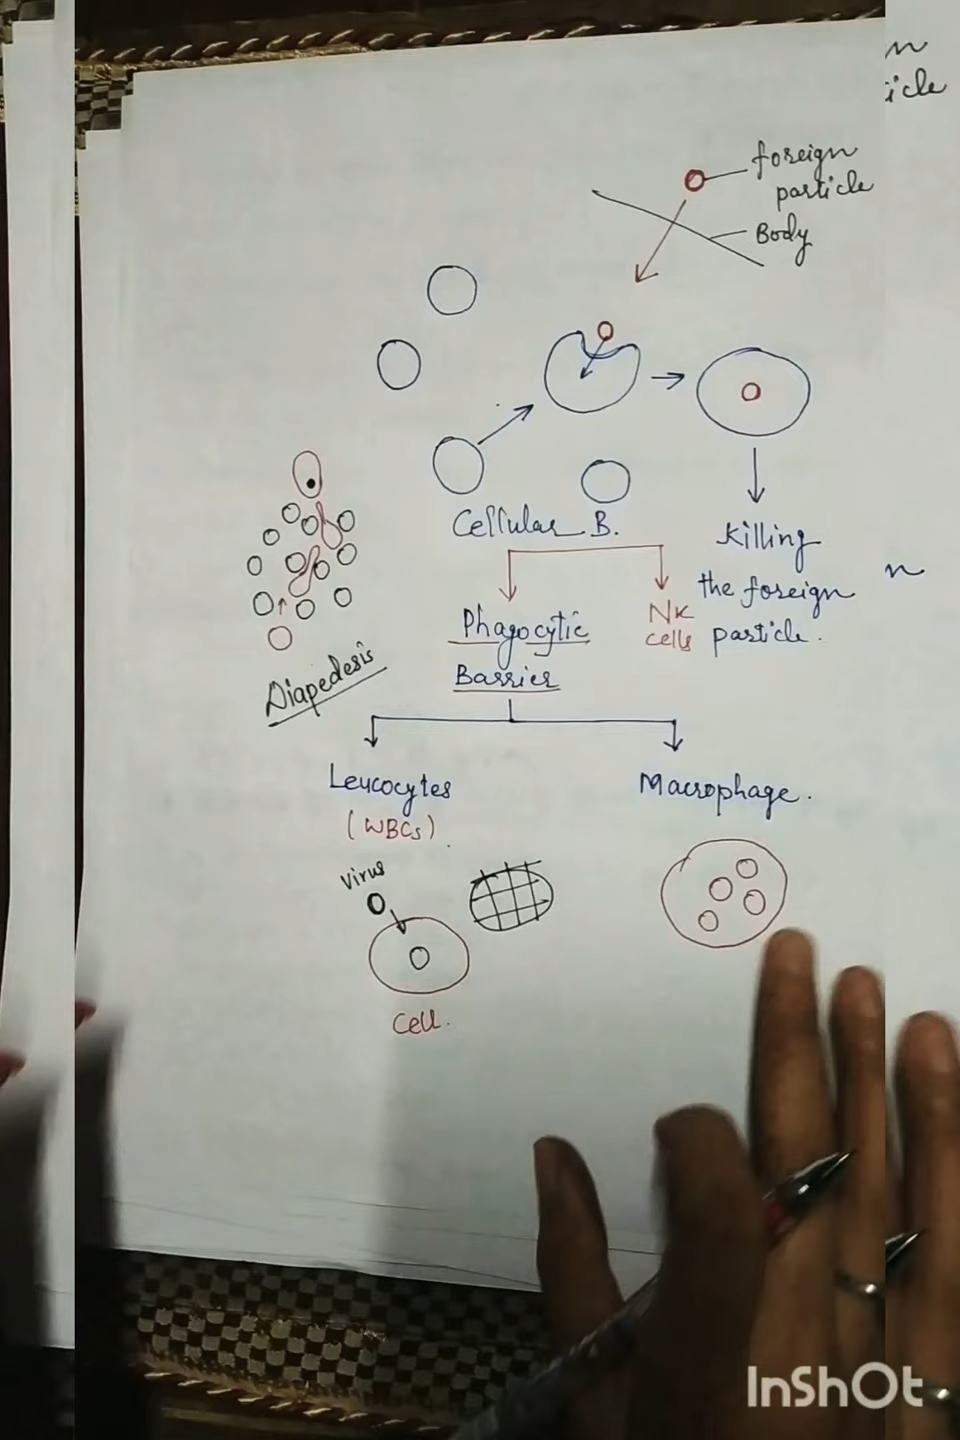 n
icle
foreign
particle
Body
Cellular B.
Killing
the foreign
particle.
n
NK
cells
Phagocytic
Barrier
Diapedesis
Leucocytes
(WBCs)
Macrophage.
Virus
Cell.
InShOt